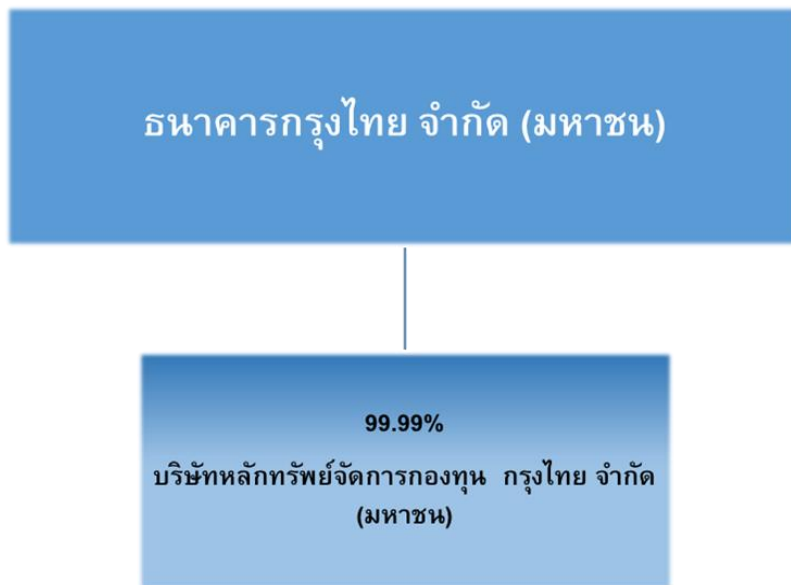 ธนาคารกรุงไทย จำกัด (มหาชน)
99.99%
บริษัทหลักทรัพย์จัดการกองทุน กรุงไทย จำกัด
(มหาชน)